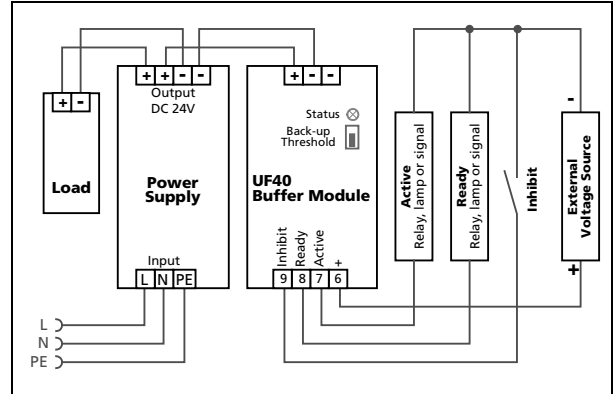 + -
Load
+ + - -
Output
DC 24V
Power
Supply
Input
L N PE
L
N
PE
+ - -
Status
Back-up
Threshold
UF40
Buffer Module
Inhibit
Ready
Active
+
9 8 7 6
Active
Relay, lamp or signal
Ready
Relay, lamp or signal
Inhibit
-
External
Voltage Source
+